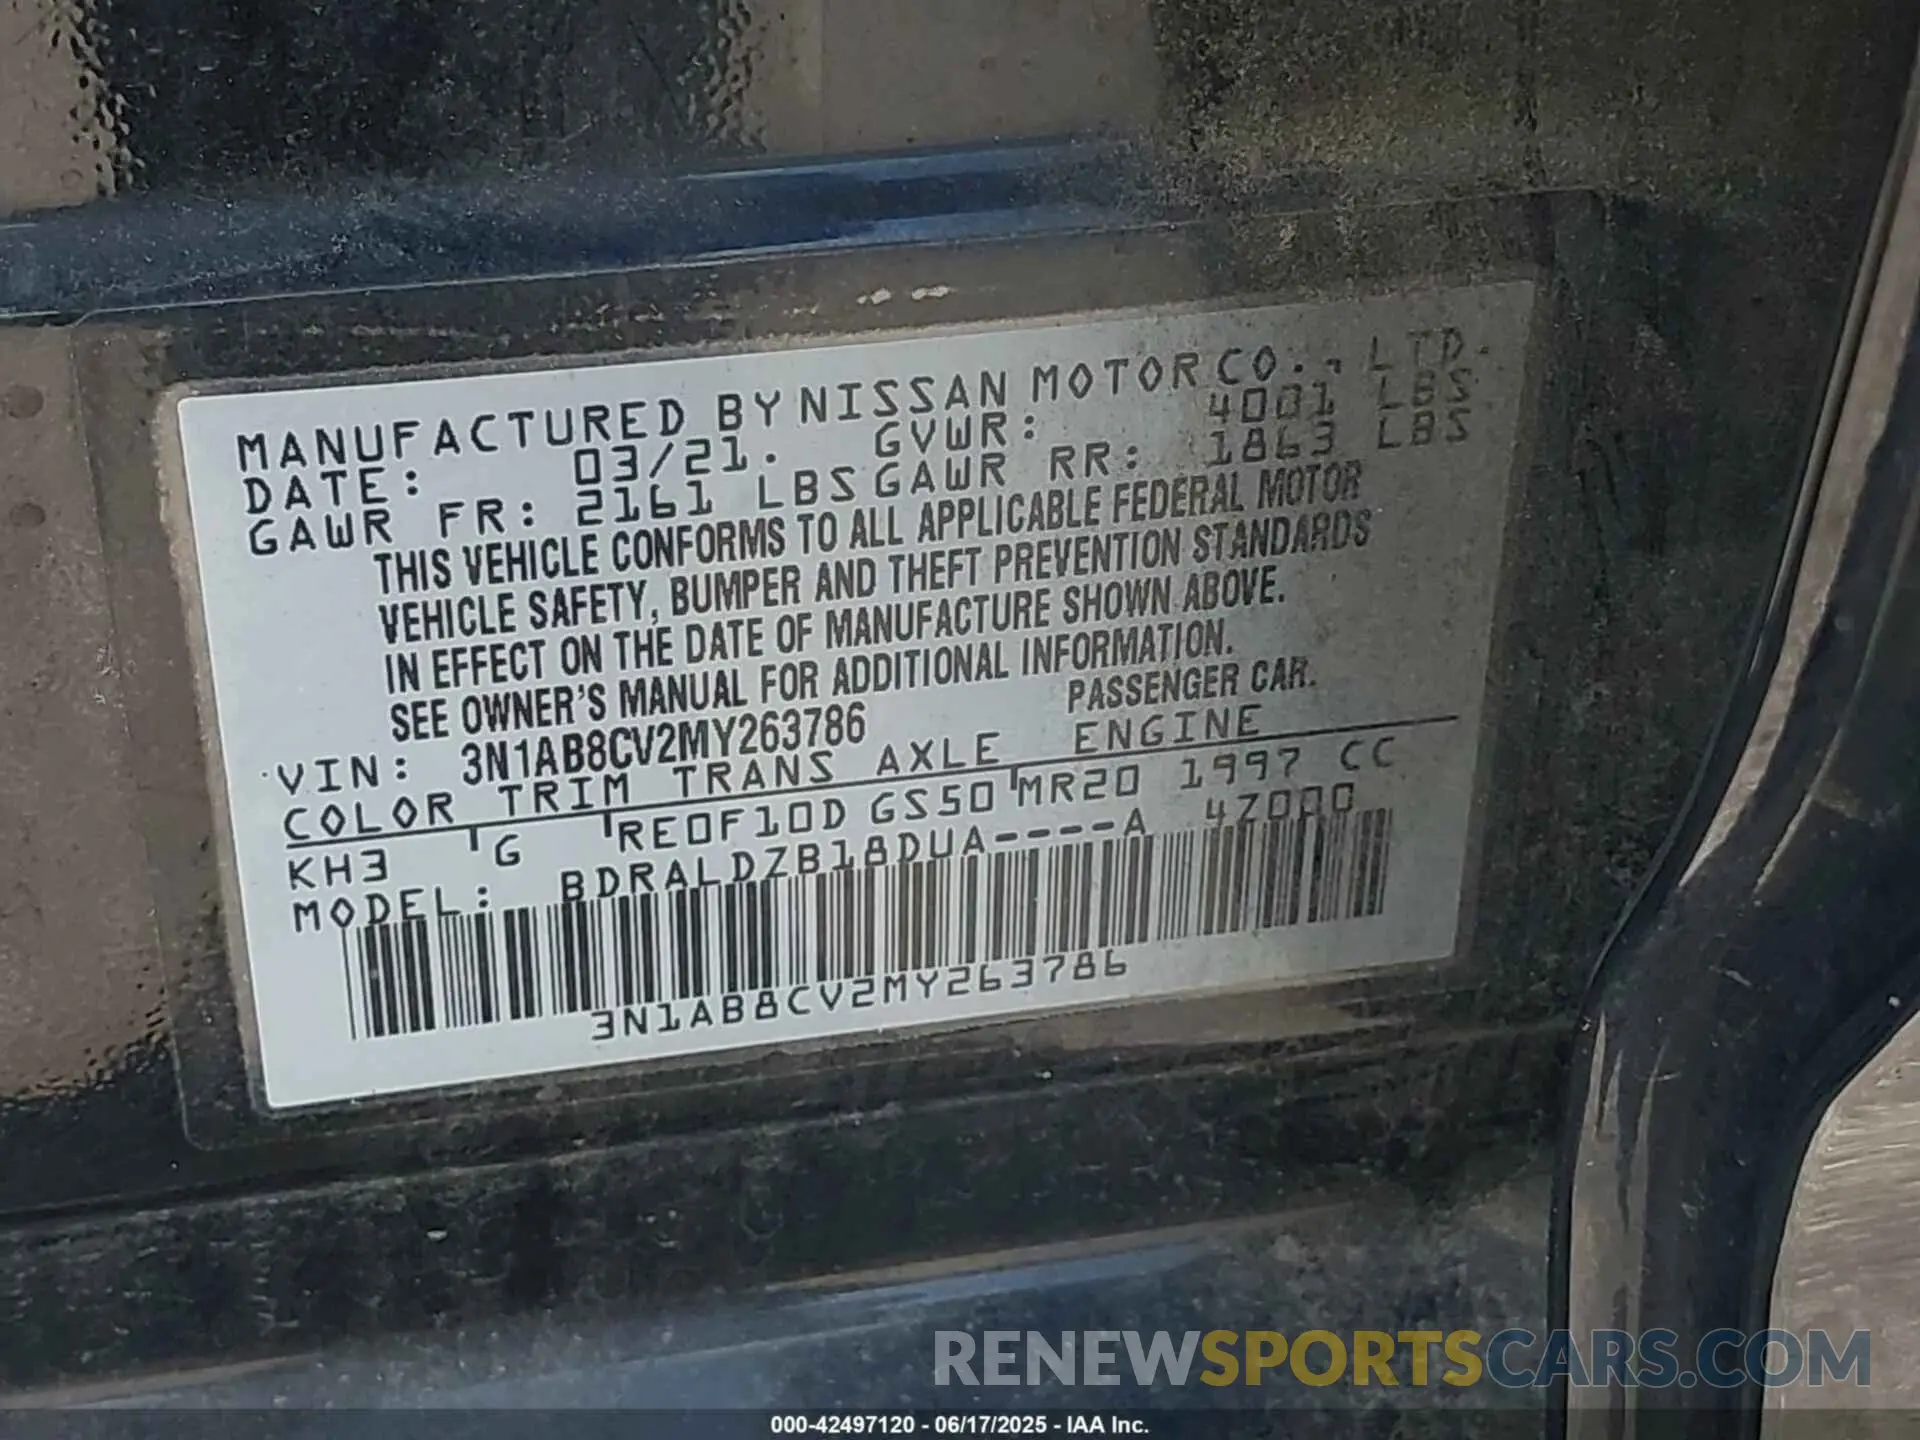 MANUFACTURED BY NISSAN MOTOR CO., LTD.
DATE: 03/21. GVWR: 4001 LBS
GAWR FR: 2161 LBS GAWR RR: 1863 LBS
THIS VEHICLE CONFORMS TO ALL APPLICABLE FEDERAL MOTOR
VEHICLE SAFETY, BUMPER AND THEFT PREVENTION STANDARDS
IN EFFECT ON THE DATE OF MANUFACTURE SHOWN ABOVE.
SEE OWNER'S MANUAL FOR ADDITIONAL INFORMATION.
VIN: 3N1AB8CV2MY263786 PASSENGER CAR.
COLOR TRIM TRANS AXLE ENGINE
KH3 G RE0F10D GS50 MR20 1997 CC
MODEL: BDRALDZB18DUA----A 4Z000
3N1AB8CV2MY263786
RENEWSPORTSCARS.COM
000-42497120 - 06/17/2025 - IAA Inc.